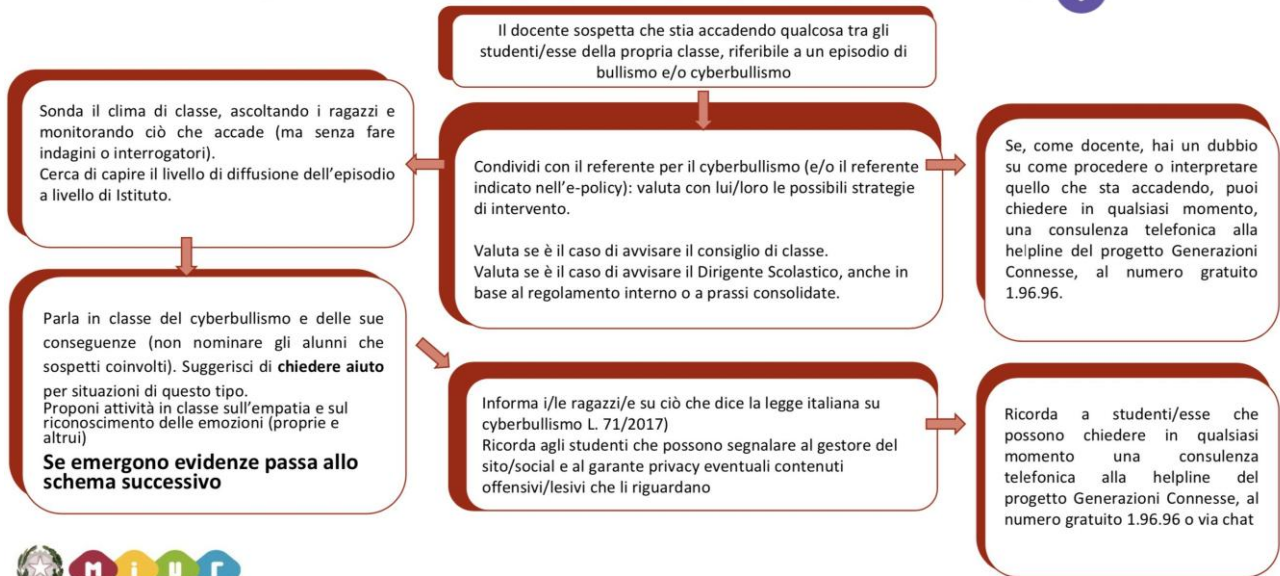 Il docente sospetta che stia accadendo qualcosa tra gli
studenti/esse della propria classe, riferibile a un episodio di
bullismo e/o cyberbullismo
Sonda il clima di classe, ascoltando i ragazzi e
monitorando ciò che accade (ma senza fare
indagini o interrogatori).
Cerca di capire il livello di diffusione dell'episodio
a livello di Istituto.
Condividi con il referente per il cyberbullismo (e/o il referente
indicato nell'e-policy): valuta con lui/loro le possibili strategie
di intervento.
Valuta se è il caso di avvisare il consiglio di classe.
Valuta se è il caso di avvisare il Dirigente Scolastico, anche in
base al regolamento interno o a prassi consolidate.
Se, come docente, hai un dubbio
su come procedere o interpretare
quello che sta accadendo, puoi
chiedere in qualsiasi momento,
una consulenza telefonica alla
helpline del progetto Generazioni
Connesse, al numero gratuito
1.96.96.
Parla in classe del cyberbullismo e delle sue
conseguenze (non nominare gli alunni che
sospetti coinvolti). Suggerisci di chiedere aiuto
per situazioni di questo tipo.
Proponi attività in classe sull'empatia e sul
riconoscimento delle emozioni (proprie e
altrui)
Se emergono evidenze passa allo
schema successivo
Informa i/le ragazzi/e su ciò che dice la legge italiana su
cyberbullismo L. 71/2017)
Ricorda agli studenti che possono segnalare al gestore del
sito/social e al garante privacy eventuali contenuti
offensivi/lesivi che li riguardano
Ricorda a studenti/esse che
possono chiedere in qualsiasi
momento una consulenza
telefonica alla helpline del
progetto Generazioni Connesse, al
numero gratuito 1.96.96 o via chat
miur